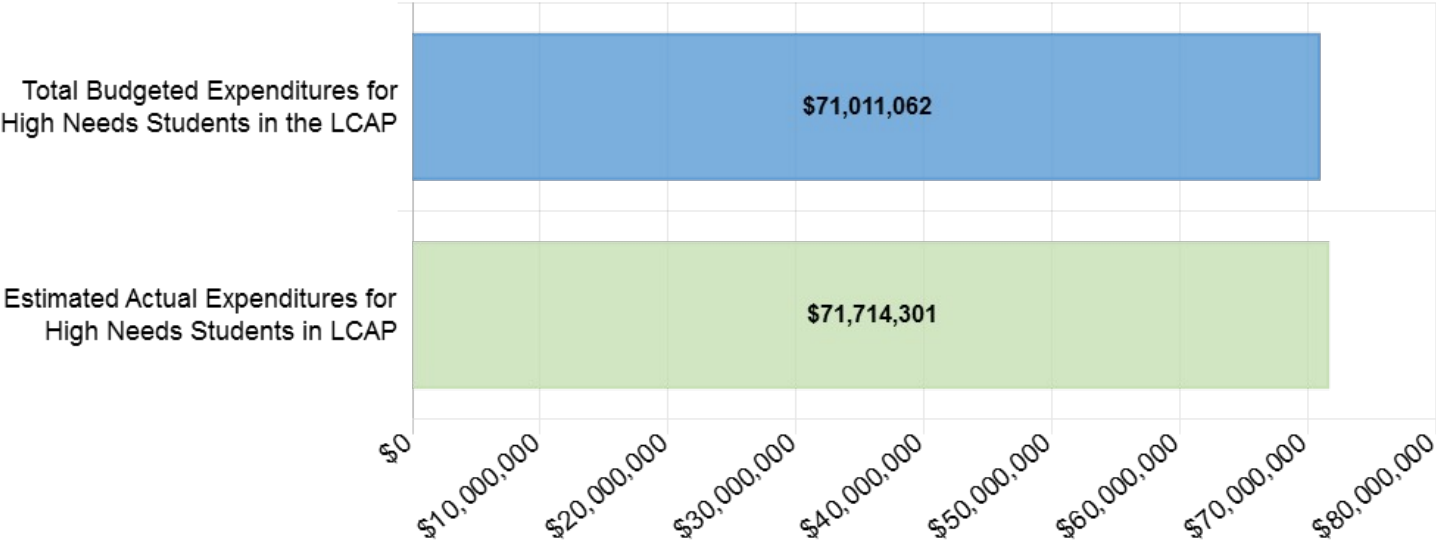 Total Budgeted Expenditures for
High Needs Students in the LCAP
$71,011,062
Estimated Actual Expenditures for
High Needs Students in LCAP
$71,714,301
$0
$10,000,000
$20,000,000
$30,000,000
$40,000,000
$50,000,000
$60,000,000
$70,000,000
$80,000,000